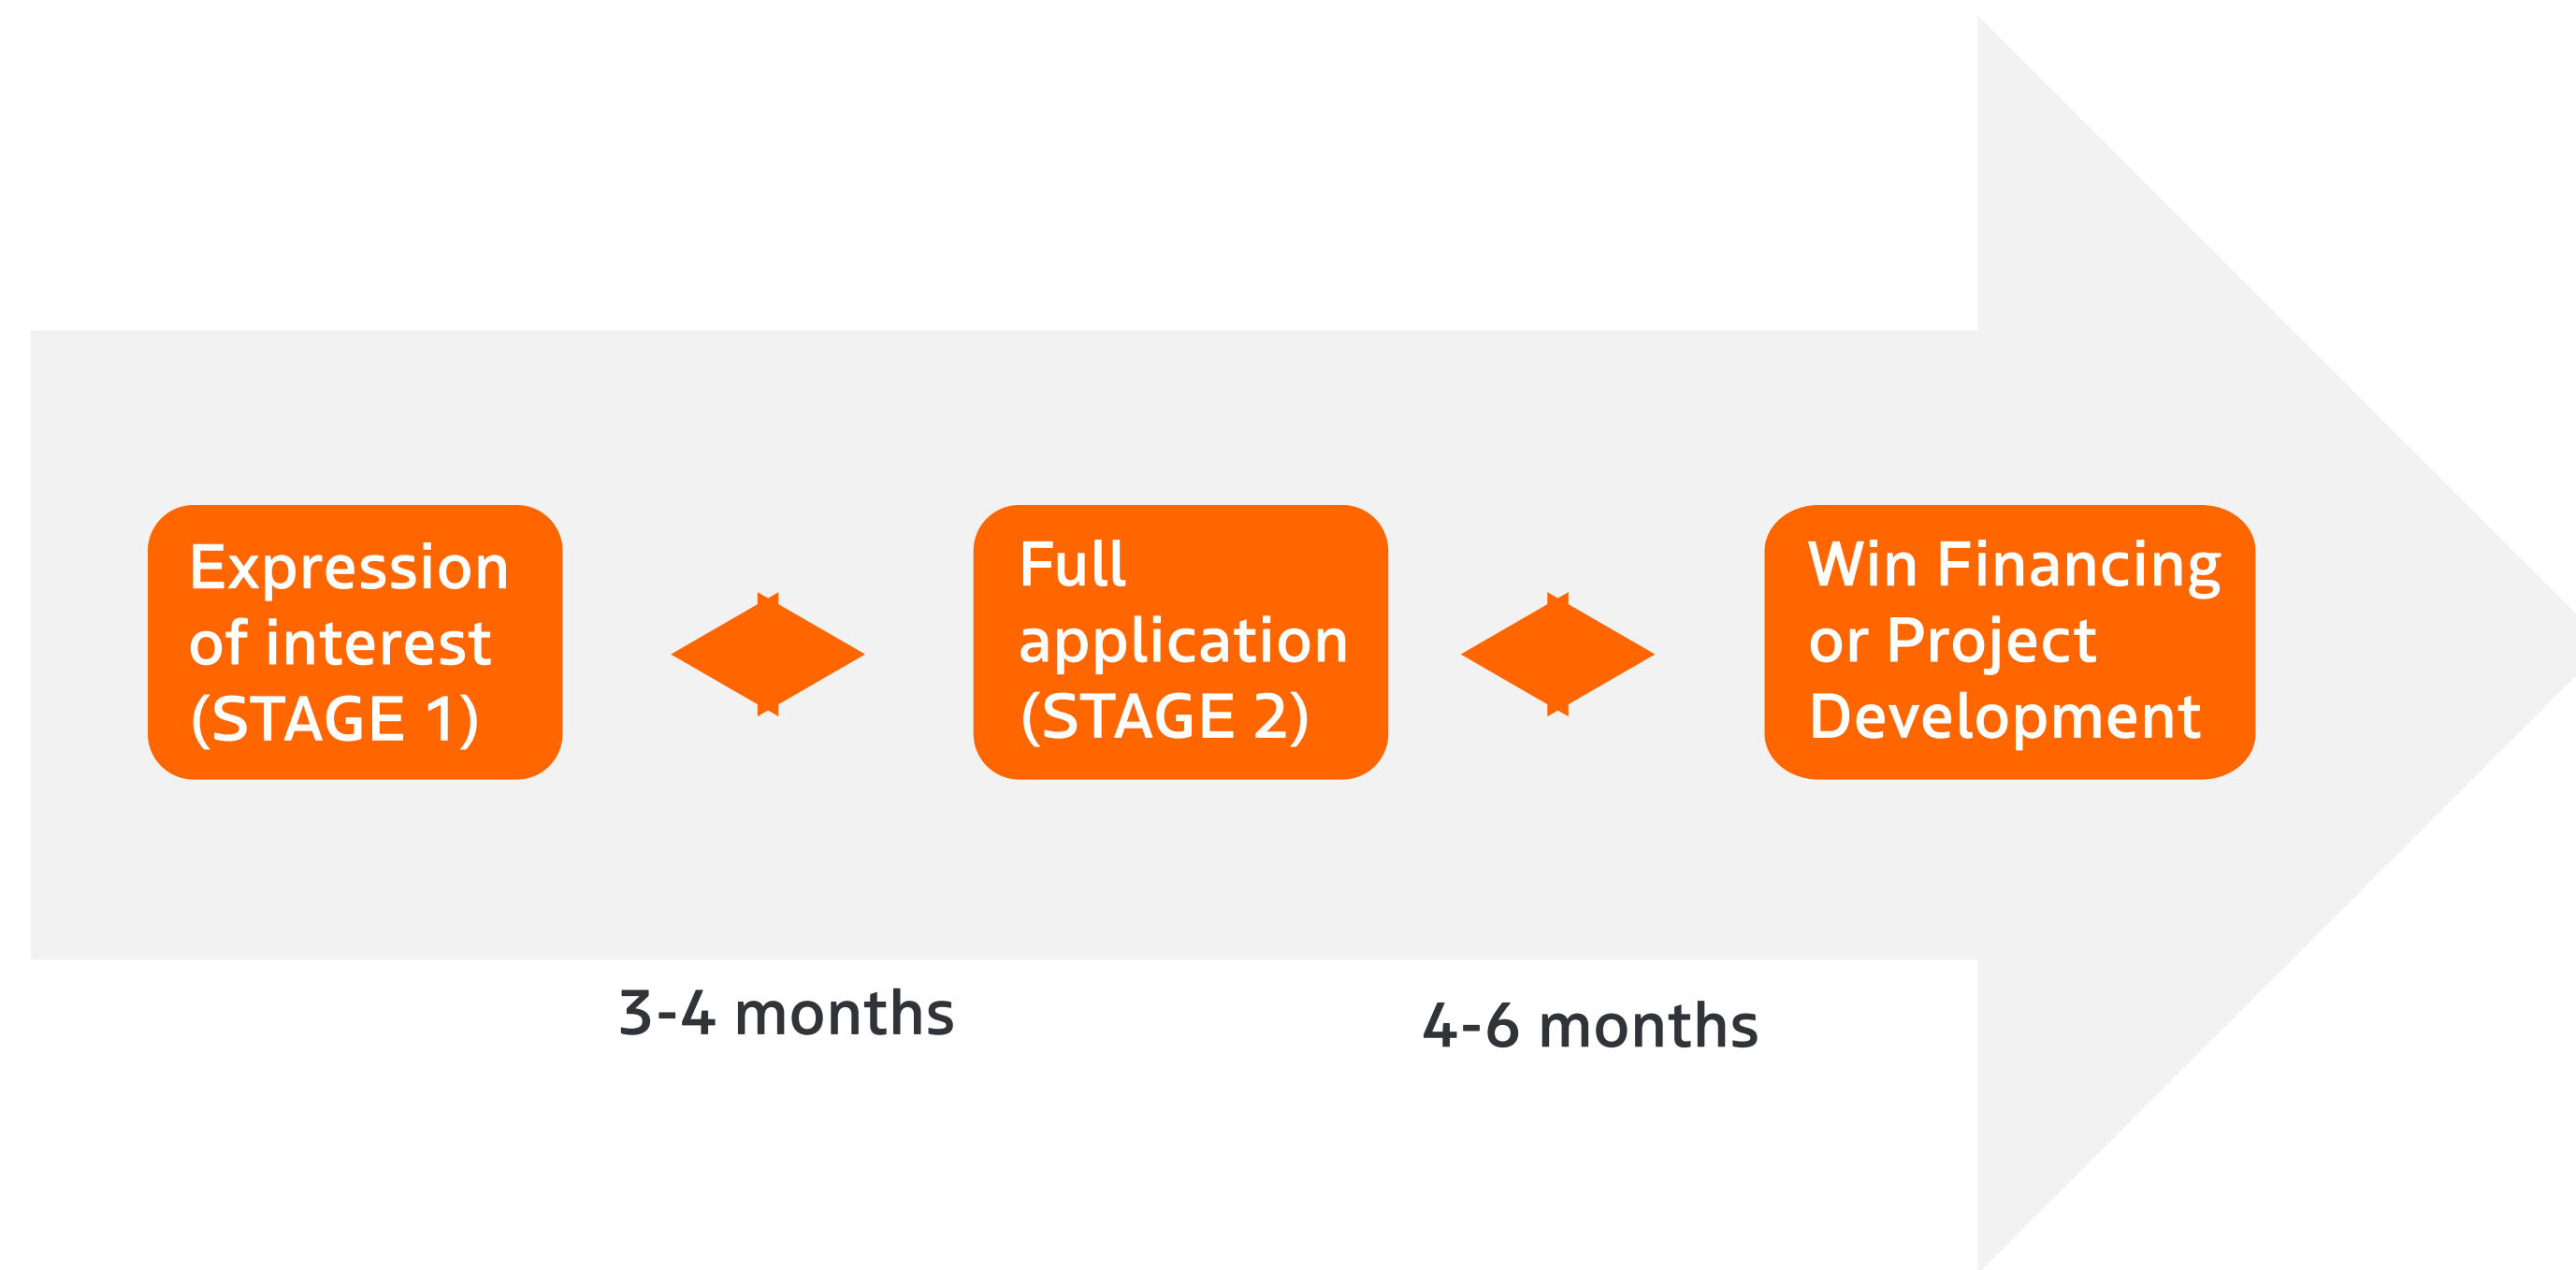 Expression
of interest
(STAGE 1)
Full
application
(STAGE 2)
Win Financing
or Project
Development
3-4 months
4-6 months